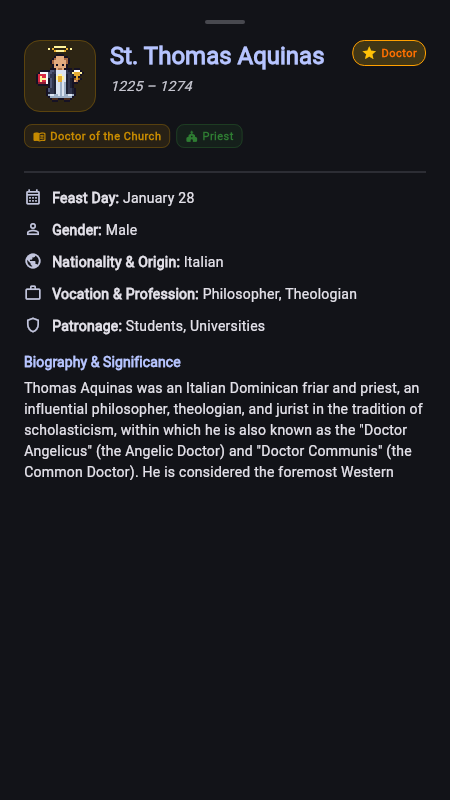 St. Thomas Aquinas
Doctor
1225 – 1274
Doctor of the Church
Priest
Feast Day: January 28
Gender: Male
Nationality & Origin: Italian
Vocation & Profession: Philosopher, Theologian
Patronage: Students, Universities
Biography & Significance
Thomas Aquinas was an Italian Dominican friar and priest, an
influential philosopher, theologian, and jurist in the tradition of
scholasticism, within which he is also known as the "Doctor
Angelicus" (the Angelic Doctor) and "Doctor Communis" (the
Common Doctor). He is considered the foremost Western